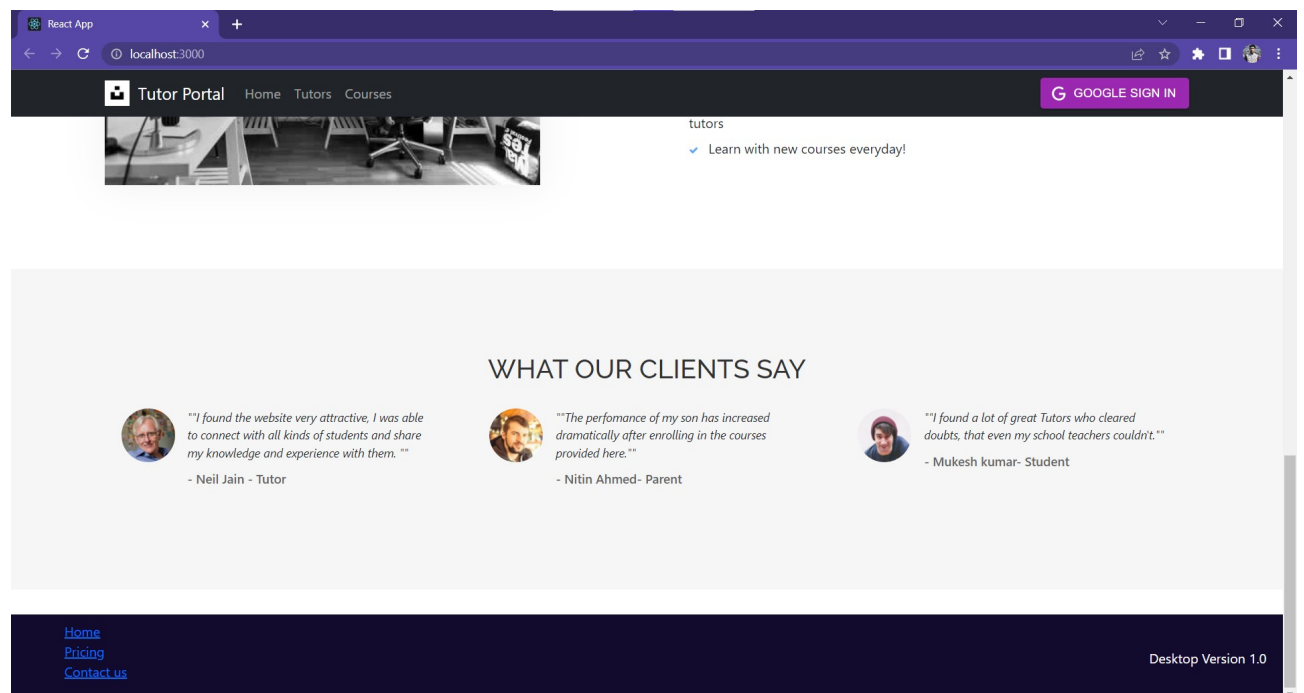 React App
localhost:3000
Tutor Portal Home Tutors Courses GOOGLE SIGN IN
tutors
Learn with new courses everyday!
WHAT OUR CLIENTS SAY
""I found the website very attractive, I was able
to connect with all kinds of students and share
my knowledge and experience with them. ""
- Neil Jain - Tutor
""The perfomance of my son has increased
dramatically after enrolling in the courses
provided here.""
- Nitin Ahmed- Parent
""I found a lot of great Tutors who cleared
doubts, that even my school teachers couldn't.""
- Mukesh kumar- Student
Home
Pricing
Contact us
Desktop Version 1.0